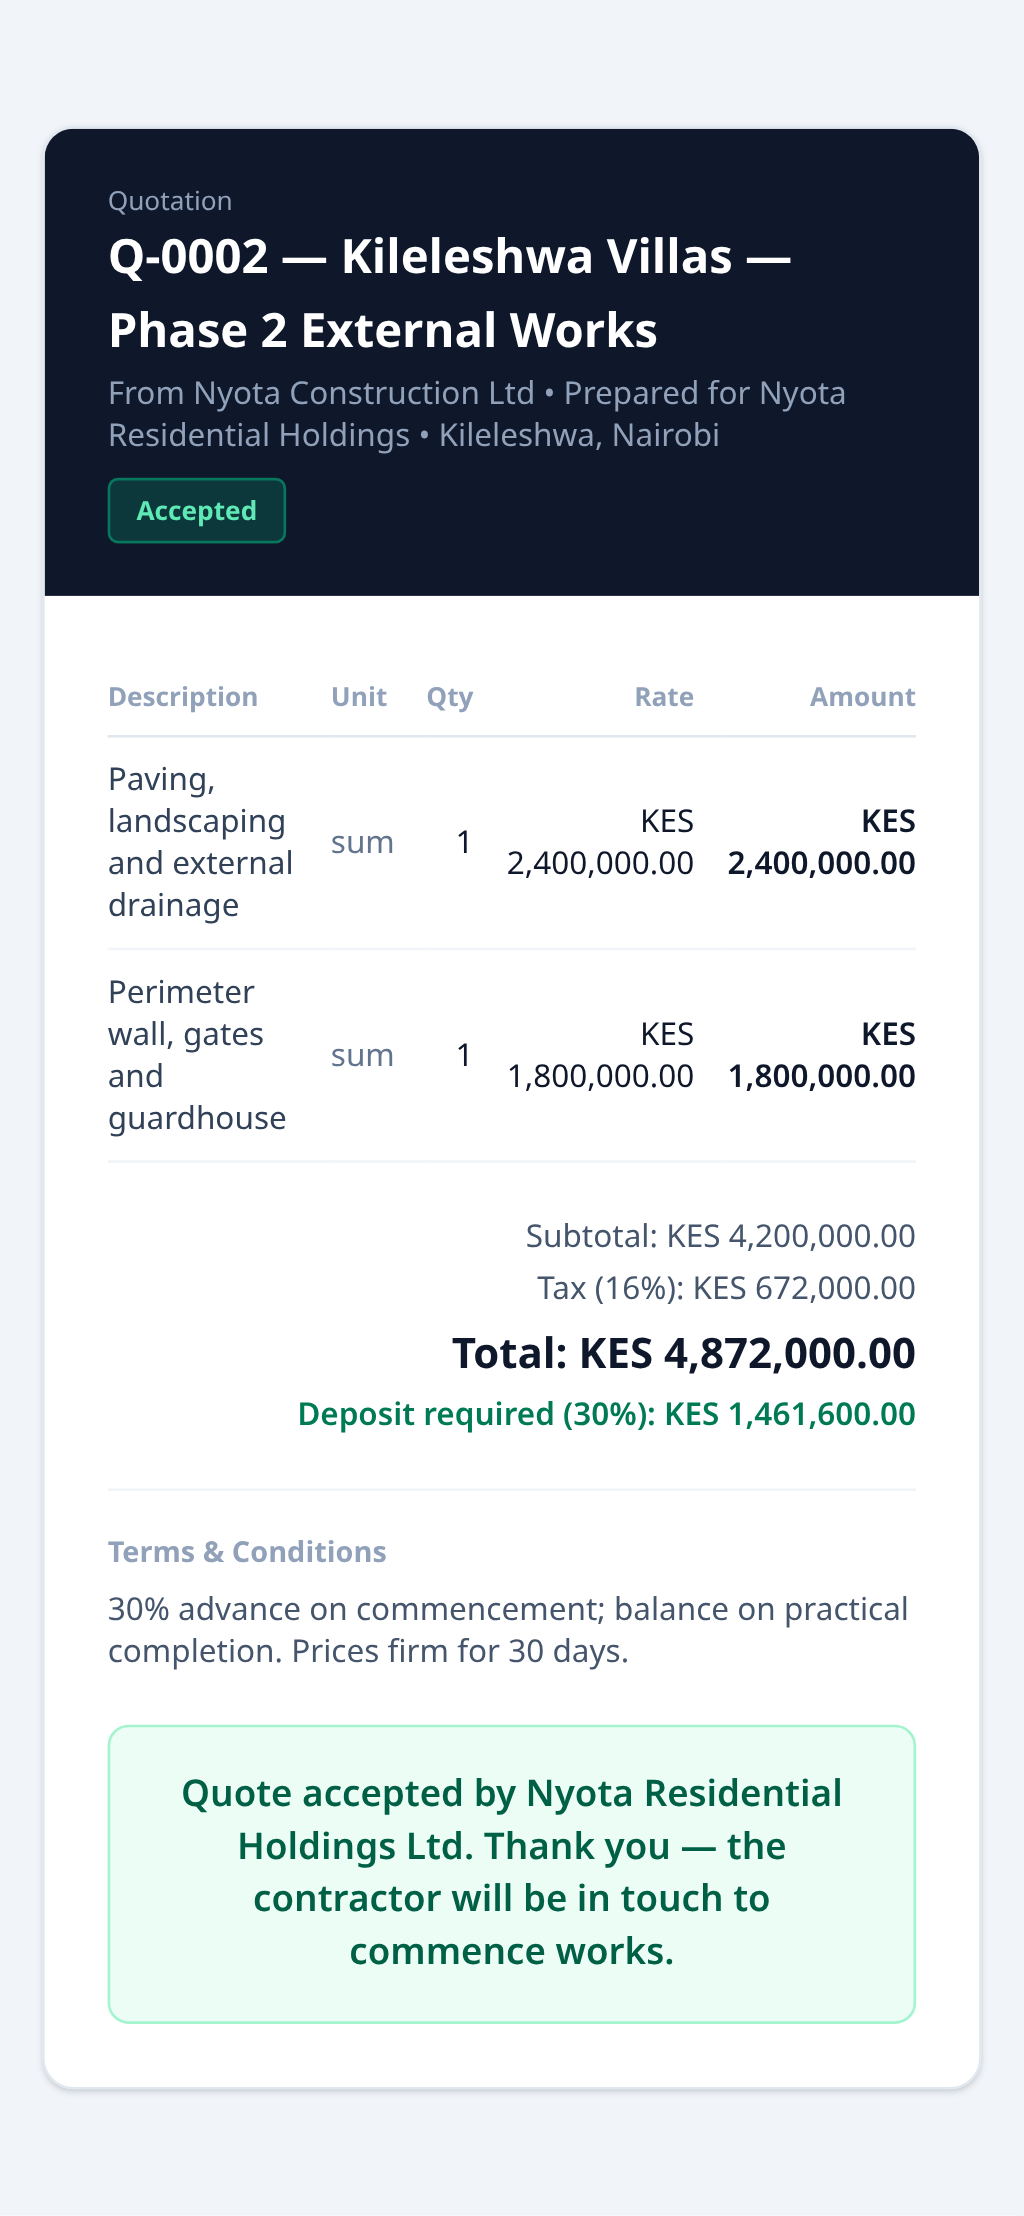 Quotation
Q-0002 — Kileleshwa Villas —
Phase 2 External Works
From Nyota Construction Ltd • Prepared for Nyota
Residential Holdings • Kileleshwa, Nairobi
Accepted
Description Unit Qty Rate Amount
Paving,
landscaping
and external
drainage
sum 1 KES 2,400,000.00 KES 2,400,000.00
Perimeter
wall, gates
and
guardhouse
sum 1 KES 1,800,000.00 KES 1,800,000.00
Subtotal: KES 4,200,000.00
Tax (16%): KES 672,000.00
Total: KES 4,872,000.00
Deposit required (30%): KES 1,461,600.00
Terms & Conditions
30% advance on commencement; balance on practical
completion. Prices firm for 30 days.
Quote accepted by Nyota Residential
Holdings Ltd. Thank you — the
contractor will be in touch to
commence works.